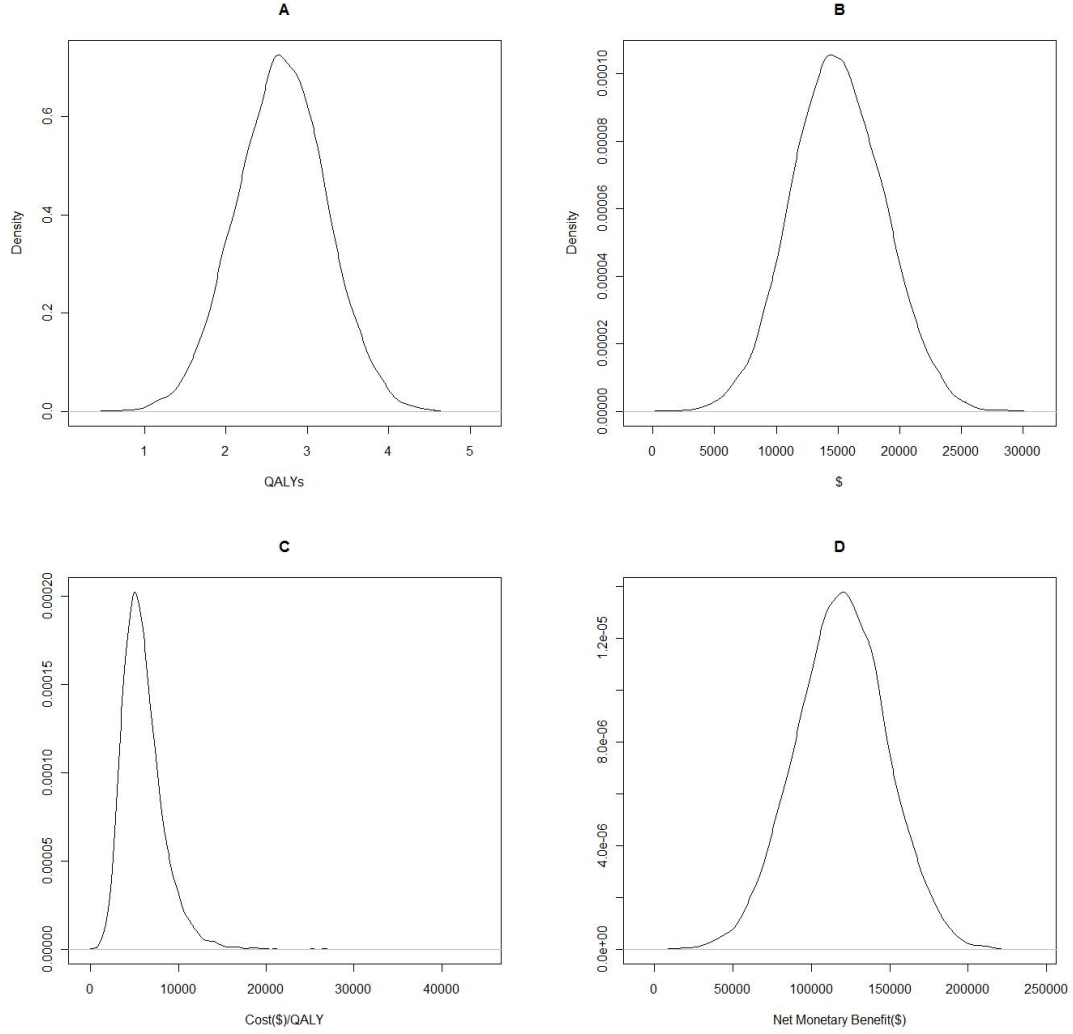 A
Density
0.0 0.2 0.4 0.6
1 2 3 4 5
QALYs
B
Density
0.00000 0.00002 0.00004 0.00006 0.00008 0.00010
0 5000 10000 15000 20000 25000 30000
$
C
0.00000 0.00005 0.00010 0.00015 0.00020
0 10000 20000 30000 40000
Cost($)/QALY
D
0.0e+00 4.0e-06 8.0e-06 1.2e-05
0 50000 100000 150000 200000 250000
Net Monetary Benefit($)